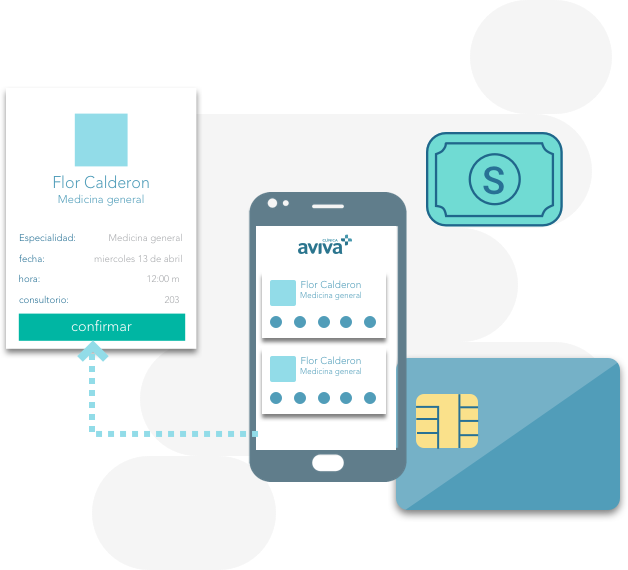 Flor Calderon
Medicina general
Especialidad: Medicina general
fecha: miercoles 13 de abril
hora: 12:00 m
consultorio: 203
confirmar
CLÍNICA
aviva
Flor Calderon
Medicina general
Flor Calderon
Medicina general
S